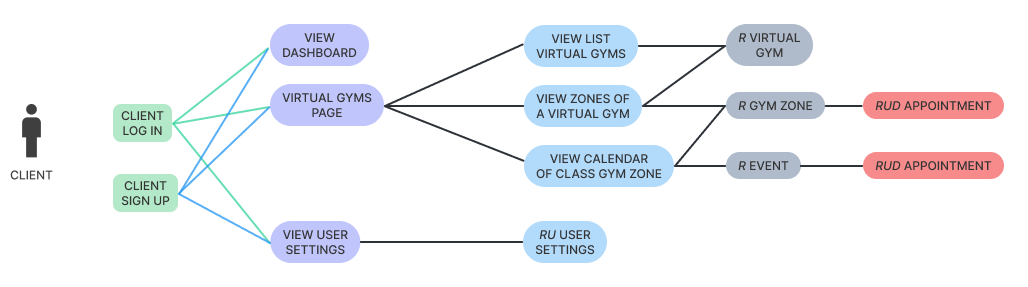 CLIENT
CLIENT
LOG IN
CLIENT
SIGN UP
VIEW
DASHBOARD
VIRTUAL GYMS
PAGE
VIEW USER
SETTINGS
VIEW LIST
VIRTUAL GYMS
VIEW ZONES OF
A VIRTUAL GYM
VIEW CALENDAR
OF CLASS GYM ZONE
RU USER
SETTINGS
R VIRTUAL
GYM
R GYM ZONE
R EVENT
RUD APPOINTMENT
RUD APPOINTMENT